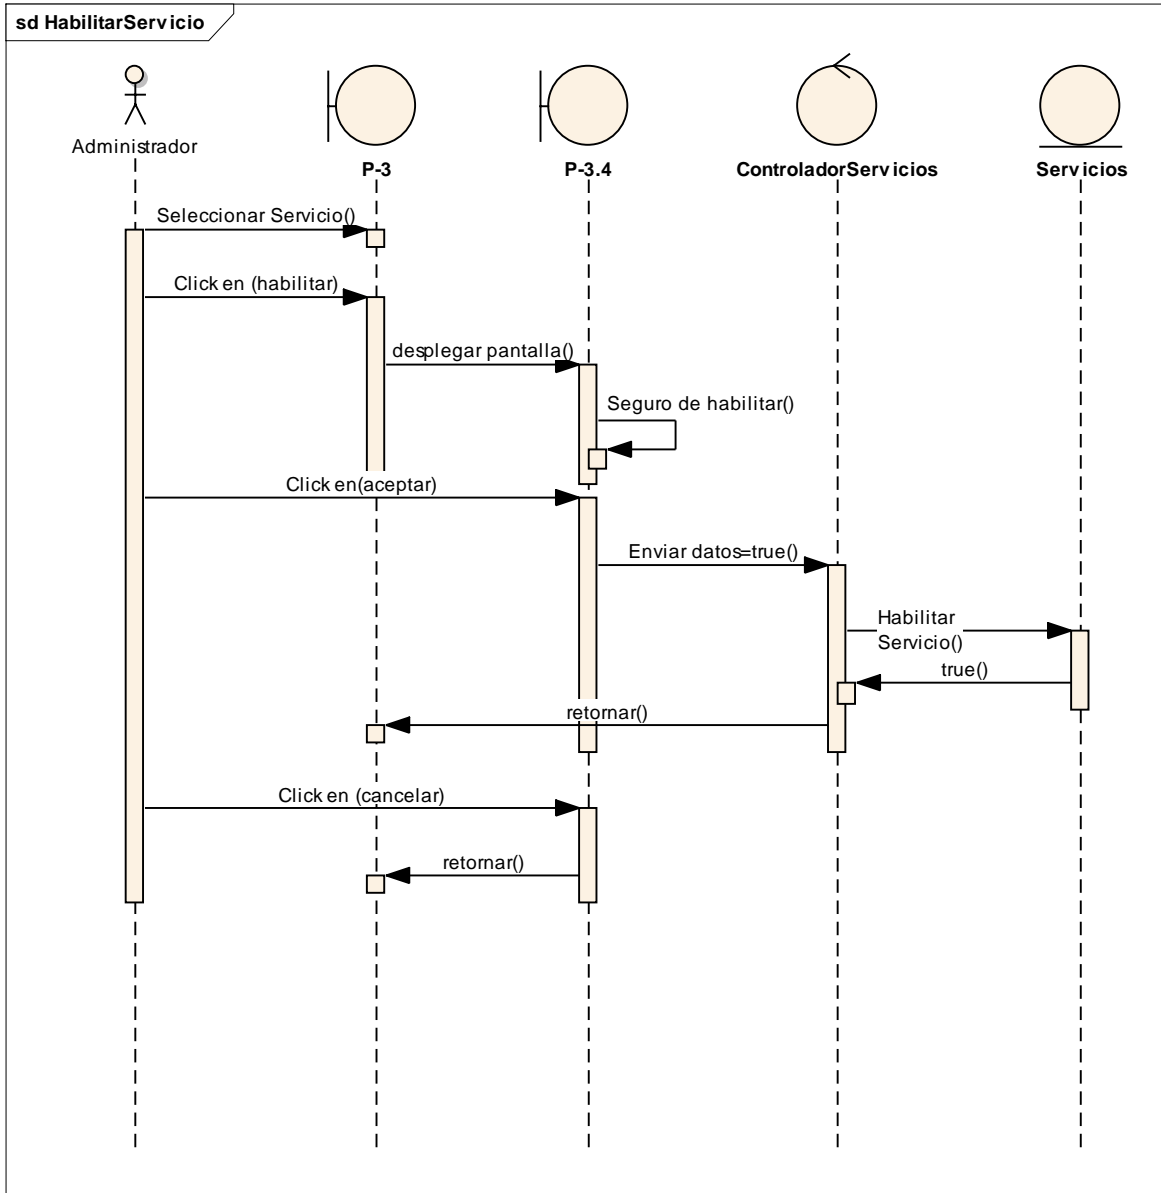 sd HabilitarServicio
Administrador
P-3
P-3.4
ControladorServicios
Servicios
Seleccionar Servicio()
Click en (habilitar)
desplegar pantalla()
Seguro de habilitar()
Click en(aceptar)
Enviar datos=true()
Habilitar
Servicio()
true()
retornar()
Click en (cancelar)
retornar()